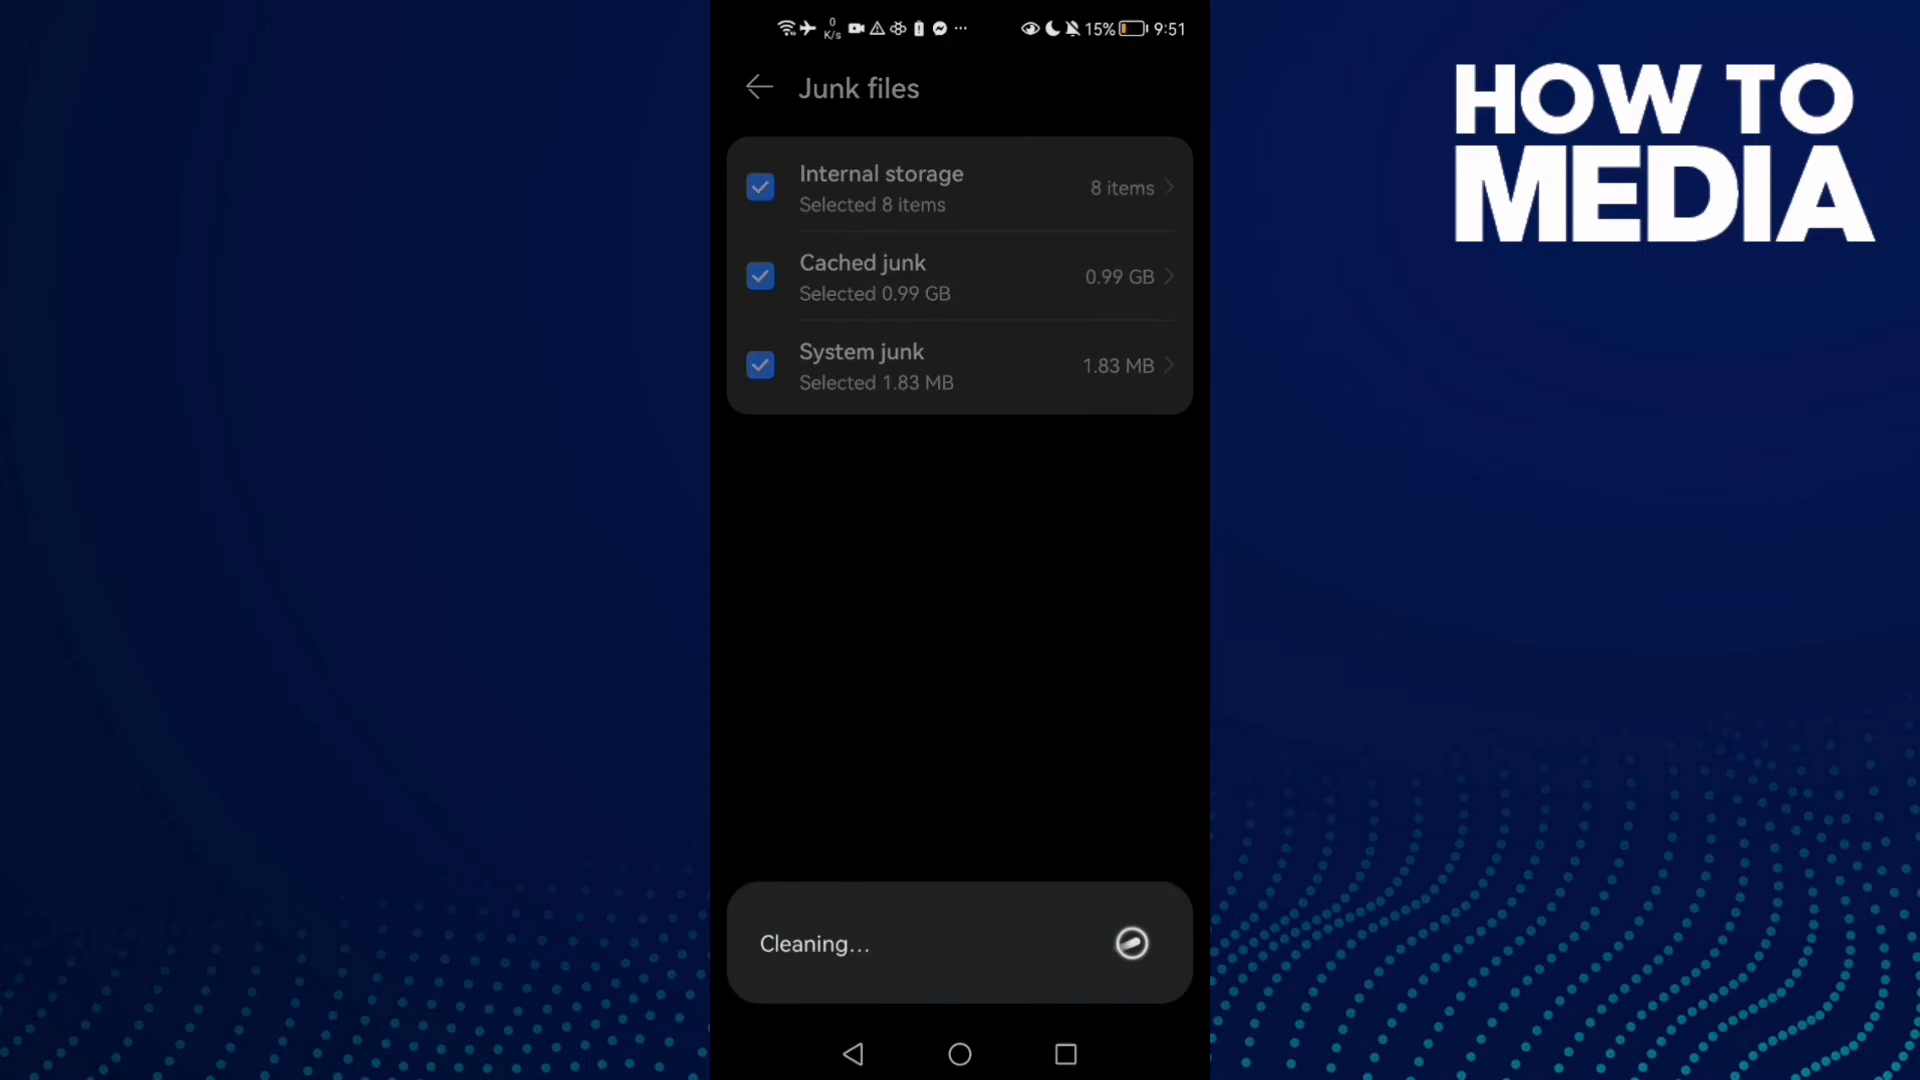 0
K/s
15%
9:51
Junk files
HOW TO
MEDIA
Internal storage
8 items
Selected 8 items
Cached junk
0.99 GB
Selected 0.99 GB
System junk
1.83 MB
Selected 1.83 MB
Cleaning...